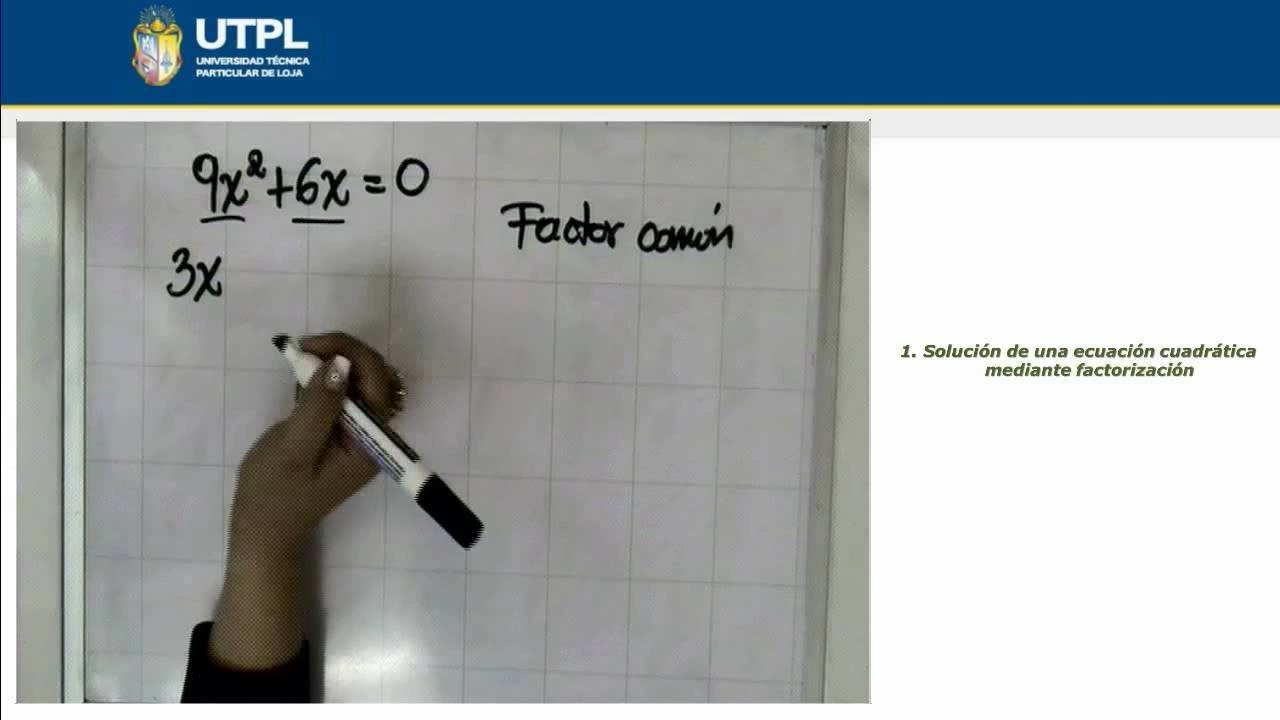 UTPL
UNIVERSIDAD TÉCNICA
PARTICULAR DE LOJA
9x²+6x=0
Factor común
3x
1. Solución de una ecuación cuadrática
mediante factorización